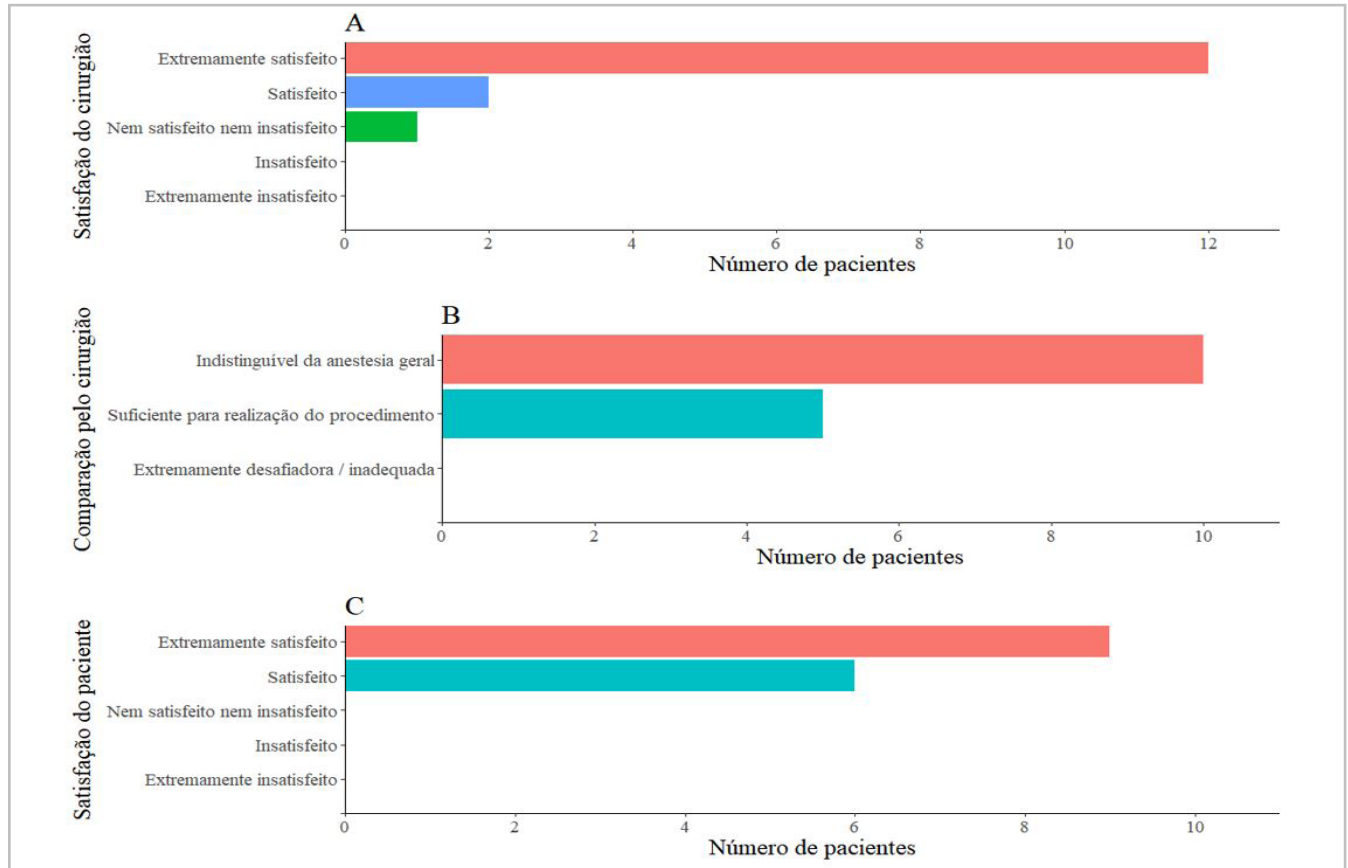 A
Satisfação do cirurgião
Extremamente satisfeito
Satisfeito
Nem satisfeito nem insatisfeito
Insatisfeito
Extremamente insatisfeito
0 2 4 6 8 10 12
Número de pacientes
B
Comparação pelo cirurgião
Indistinguível da anestesia geral
Suficiente para realização do procedimento
Extremamente desafiadora / inadequada
0 2 4 6 8 10
Número de pacientes
C
Satisfação do paciente
Extremamente satisfeito
Satisfeito
Nem satisfeito nem insatisfeito
Insatisfeito
Extremamente insatisfeito
0 2 4 6 8 10
Número de pacientes